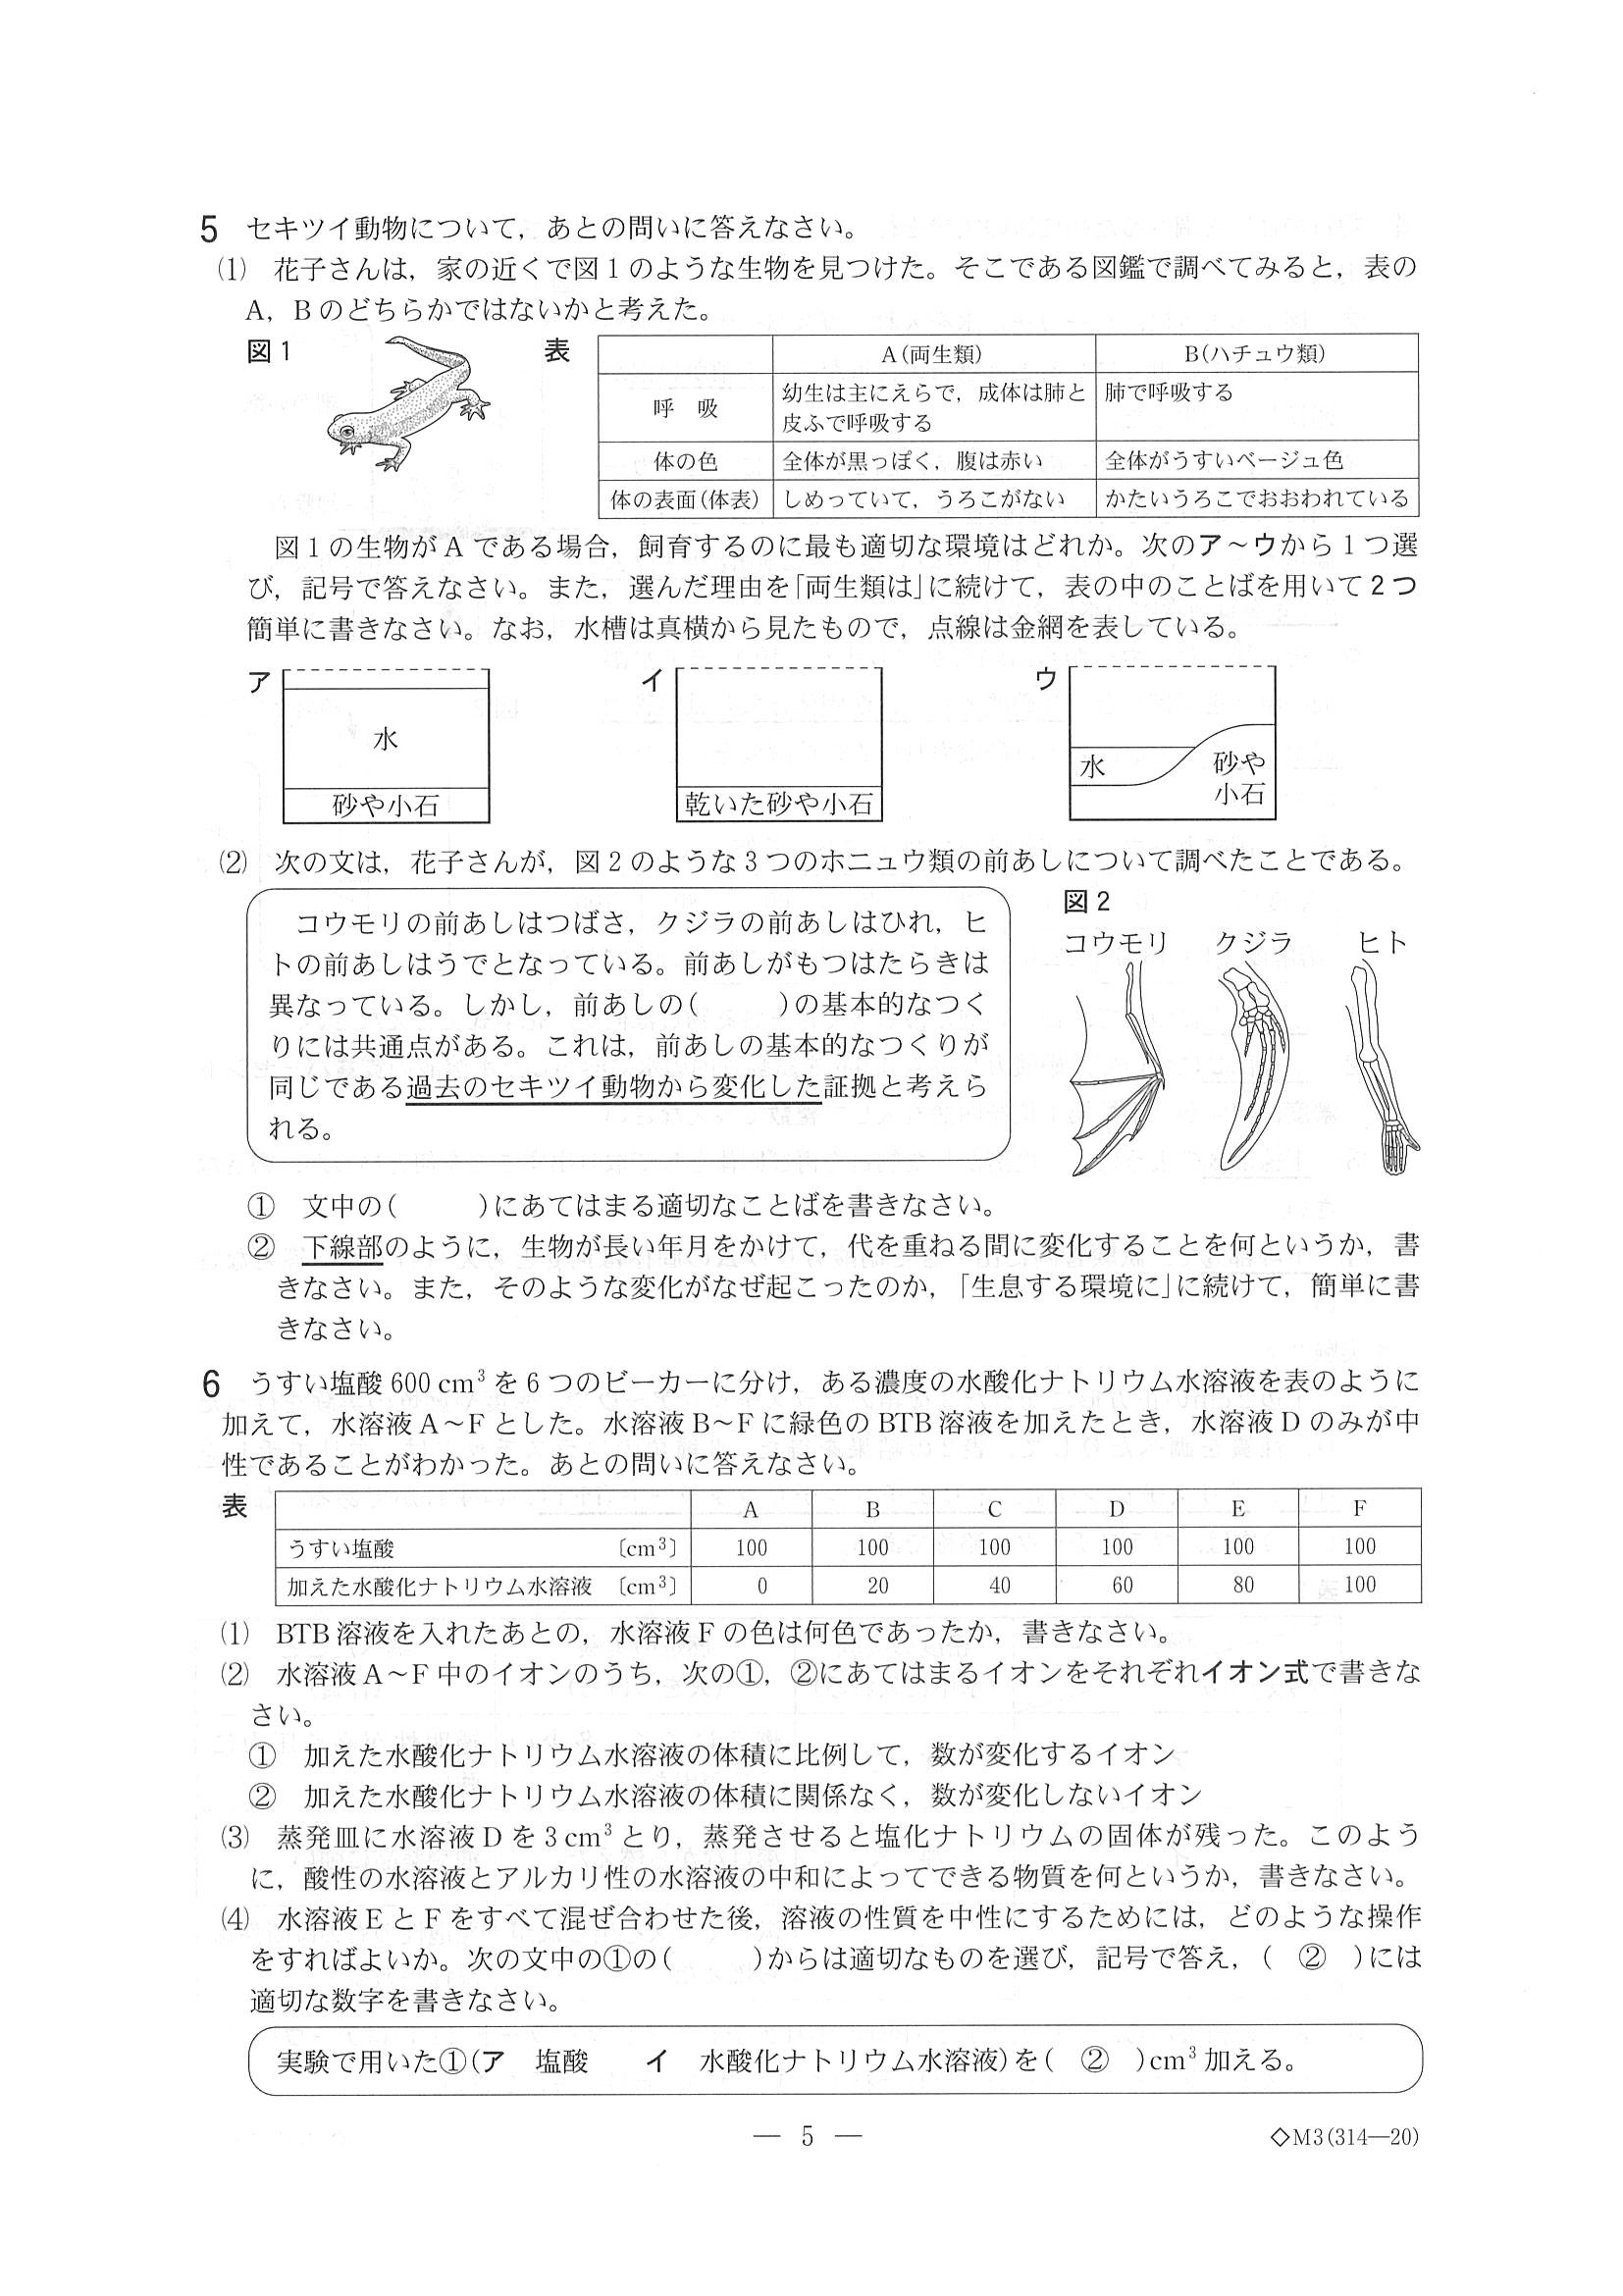 5 セキツイ動物について，あとの問いに答えなさい。
(1) 花子さんは，家の近くで図1のような生物を見つけた。そこである図鑑で調べてみると，表の
A，Bのどちらかではないかと考えた。
図1
表
A(両生類) B(ハチュウ類)
呼 吸 幼生は主にえらで，成体は肺と皮ふで呼吸する 肺で呼吸する
体の色 全体が黒っぽく，腹は赤い 全体がうすいベージュ色
体の表面(体表) しめっていて，うろこがない かたいうろこでおおわれている
図1の生物がAである場合，飼育するのに最も適切な環境はどれか。次のア～ウから1つ選
び，記号で答えなさい。また，選んだ理由を「両生類は」に続けて，表の中のことばを用いて2つ
簡単に書きなさい。なお，水槽は真横から見たもので，点線は金網を表している。
ア
水
砂や小石
イ
乾いた砂や小石
ウ
水
砂や
小石
(2) 次の文は，花子さんが，図2のような3つのホニュウ類の前あしについて調べたことである。
コウモリの前あしはつばさ，クジラの前あしはひれ，ヒ
トの前あしはうでとなっている。前あしがもつはたらきは
異なっている。しかし，前あしの(　　　)の基本的なつく
りには共通点がある。これは，前あしの基本的なつくりが
同じである過去のセキツイ動物から変化した証拠と考えら
れる。
図2
コウモリ クジラ ヒト
① 文中の(　　　)にあてはまる適切なことばを書きなさい。
② 下線部のように，生物が長い年月をかけて，代を重ねる間に変化することを何というか，書
きなさい。また，そのような変化がなぜ起こったのか，「生息する環境に」に続けて，簡単に書
きなさい。
6 うすい塩酸600 cm³を6つのビーカーに分け，ある濃度の水酸化ナトリウム水溶液を表のように
加えて，水溶液A～Fとした。水溶液B～Fに緑色のBTB溶液を加えたとき，水溶液Dのみが中
性であることがわかった。あとの問いに答えなさい。
表
A B C D E F
うすい塩酸 〔cm³〕 100 100 100 100 100 100
加えた水酸化ナトリウム水溶液 〔cm³〕 0 20 40 60 80 100
(1) BTB溶液を入れたあとの，水溶液Fの色は何色であったか，書きなさい。
(2) 水溶液A～F中のイオンのうち，次の①，②にあてはまるイオンをそれぞれイオン式で書きな
さい。
① 加えた水酸化ナトリウム水溶液の体積に比例して，数が変化するイオン
② 加えた水酸化ナトリウム水溶液の体積に関係なく，数が変化しないイオン
(3) 蒸発皿に水溶液Dを3 cm³とり，蒸発させると塩化ナトリウムの固体が残った。このよう
に，酸性の水溶液とアルカリ性の水溶液の中和によってできる物質を何というか，書きなさい。
(4) 水溶液EとFをすべて混ぜ合わせた後，溶液の性質を中性にするためには，どのような操作
をすればよいか。次の文中の①の(　　　)からは適切なものを選び，記号で答え，( ② )には
適切な数字を書きなさい。
実験で用いた①(ア 塩酸　イ 水酸化ナトリウム水溶液)を( ② )cm³加える。
― 5 ―
◇M3(314―20)